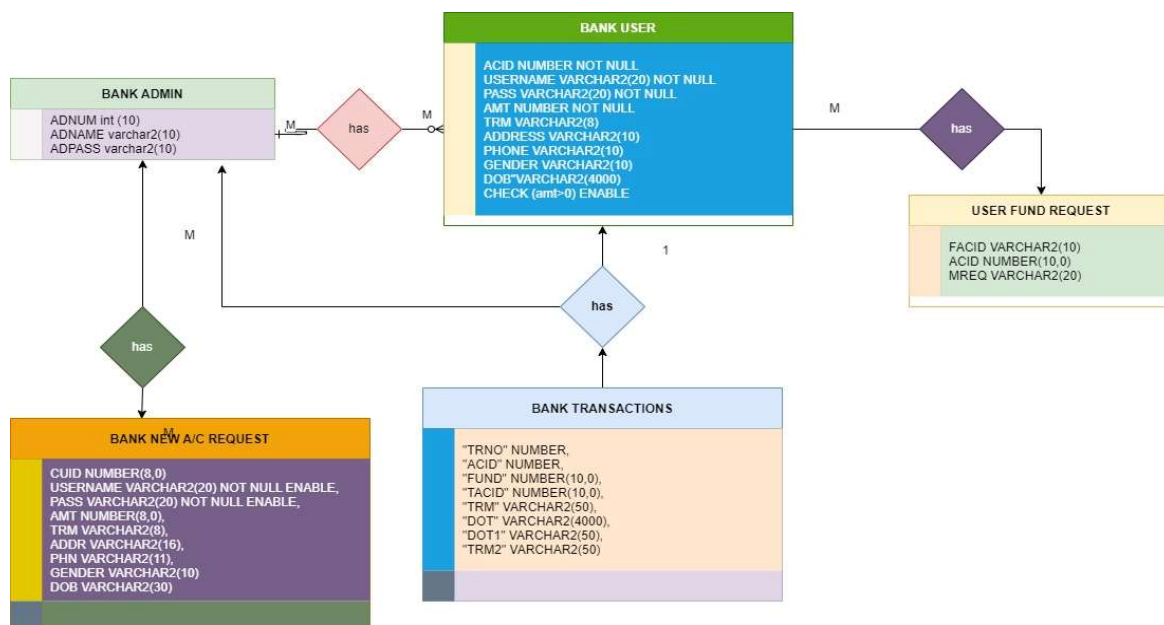 BANK USER
ACID NUMBER NOT NULL
USERNAME VARCHAR2(20) NOT NULL
PASS VARCHAR2(20) NOT NULL
AMT NUMBER NOT NULL
TRM VARCHAR2(8)
ADDRESS VARCHAR2(10)
PHONE VARCHAR2(10)
GENDER VARCHAR2(10)
DOB"VARCHAR2(4000)
CHECK (amt>0) ENABLE
BANK ADMIN
ADNUM int (10)
ADNAME varchar2(10)
ADPASS varchar2(10)
M
has
M
M
has
USER FUND REQUEST
FACID VARCHAR2(10)
ACID NUMBER(10,0)
MREQ VARCHAR2(20)
M
1
has
has
BANK NEW A/C REQUEST
M
CUID NUMBER(8,0)
USERNAME VARCHAR2(20) NOT NULL ENABLE,
PASS VARCHAR2(20) NOT NULL ENABLE,
AMT NUMBER(8,0),
TRM VARCHAR2(8),
ADDR VARCHAR2(16),
PHN VARCHAR2(11),
GENDER VARCHAR2(10)
DOB VARCHAR2(30)
BANK TRANSACTIONS
"TRNO" NUMBER,
"ACID" NUMBER,
"FUND" NUMBER(10,0),
"TACID" NUMBER(10,0),
"TRM" VARCHAR2(50),
"DOT" VARCHAR2(4000),
"DOT1" VARCHAR2(50),
"TRM2" VARCHAR2(50)